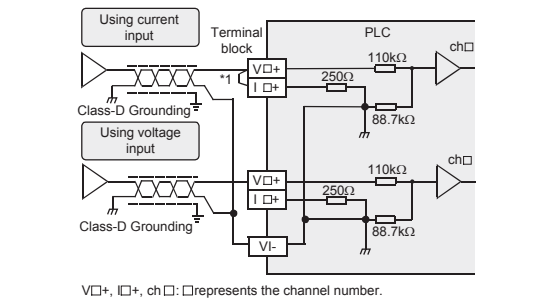 Using current
input
Terminal
block
PLC
ch□
110kΩ
V□+
*1
250Ω
I □+
Class-D Grounding
88.7kΩ
Using voltage
input
ch□
110kΩ
V□+
250Ω
I □+
Class-D Grounding
88.7kΩ
VI-
V□+, I□+, ch □: □represents the channel number.